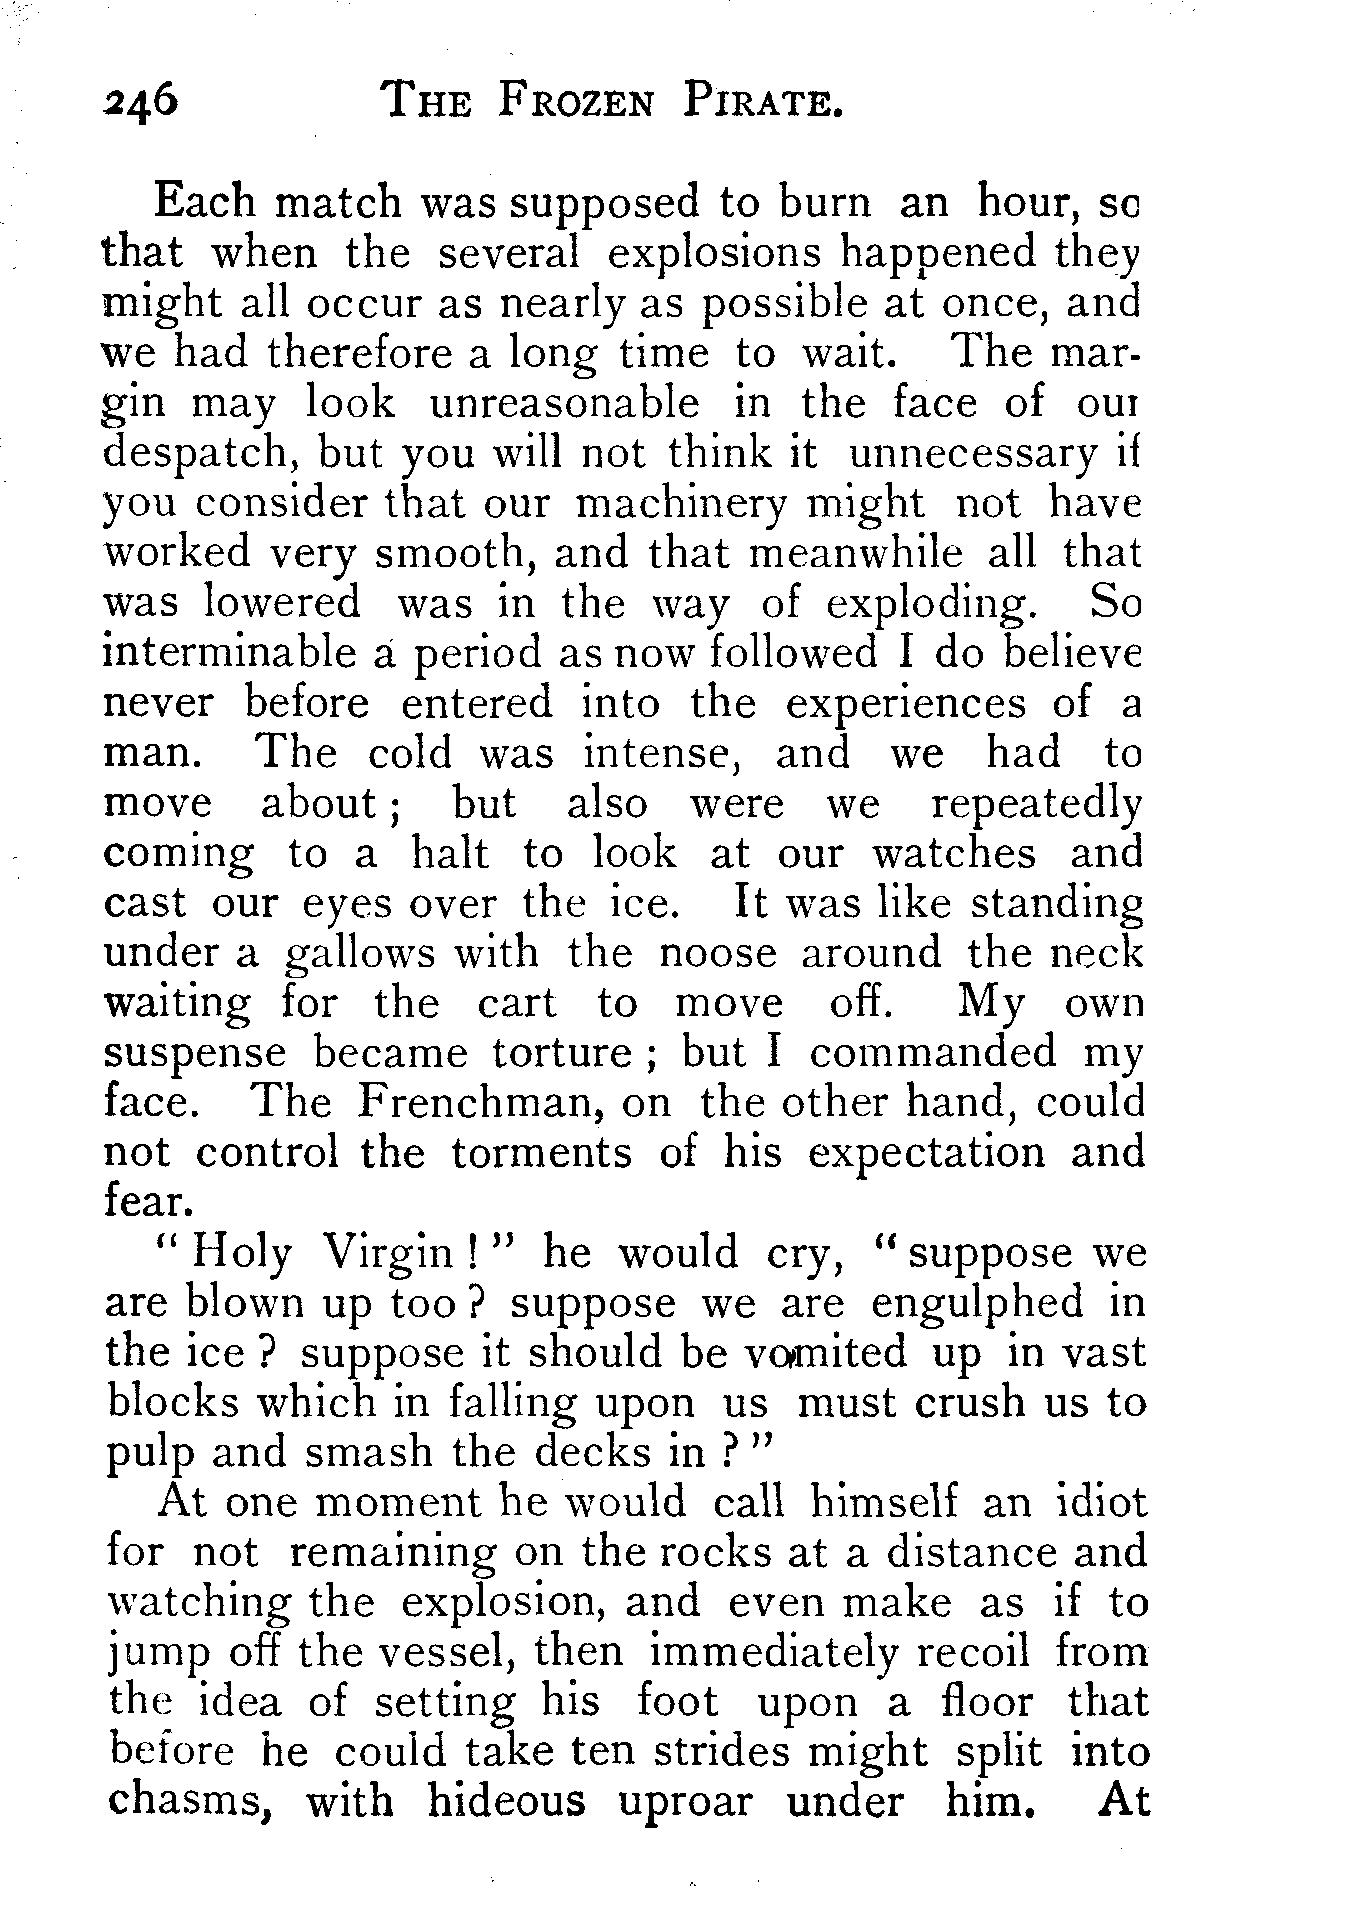 246 THE FROZEN PIRATE.
Each match was supposed to burn an hour, so
that when the several explosions happened they
might all occur as nearly as possible at once, and
we had therefore a long time to wait. The mar-
gin may look unreasonable in the face of our
despatch, but you will not think it unnecessary if
you consider that our machinery might not have
worked very smooth, and that meanwhile all that
was lowered was in the way of exploding. So
interminable a period as now followed I do believe
never before entered into the experiences of a
man. The cold was intense, and we had to
move about ; but also were we repeatedly
coming to a halt to look at our watches and
cast our eyes over the ice. It was like standing
under a gallows with the noose around the neck
waiting for the cart to move off. My own
suspense became torture ; but I commanded my
face. The Frenchman, on the other hand, could
not control the torments of his expectation and
fear.
“ Holy Virgin ! ” he would cry, “ suppose we
are blown up too ? suppose we are engulphed in
the ice ? suppose it should be vomited up in vast
blocks which in falling upon us must crush us to
pulp and smash the decks in ? ”
At one moment he would call himself an idiot
for not remaining on the rocks at a distance and
watching the explosion, and even make as if to
jump off the vessel, then immediately recoil from
the idea of setting his foot upon a floor that
before he could take ten strides might split into
chasms, with hideous uproar under him. At